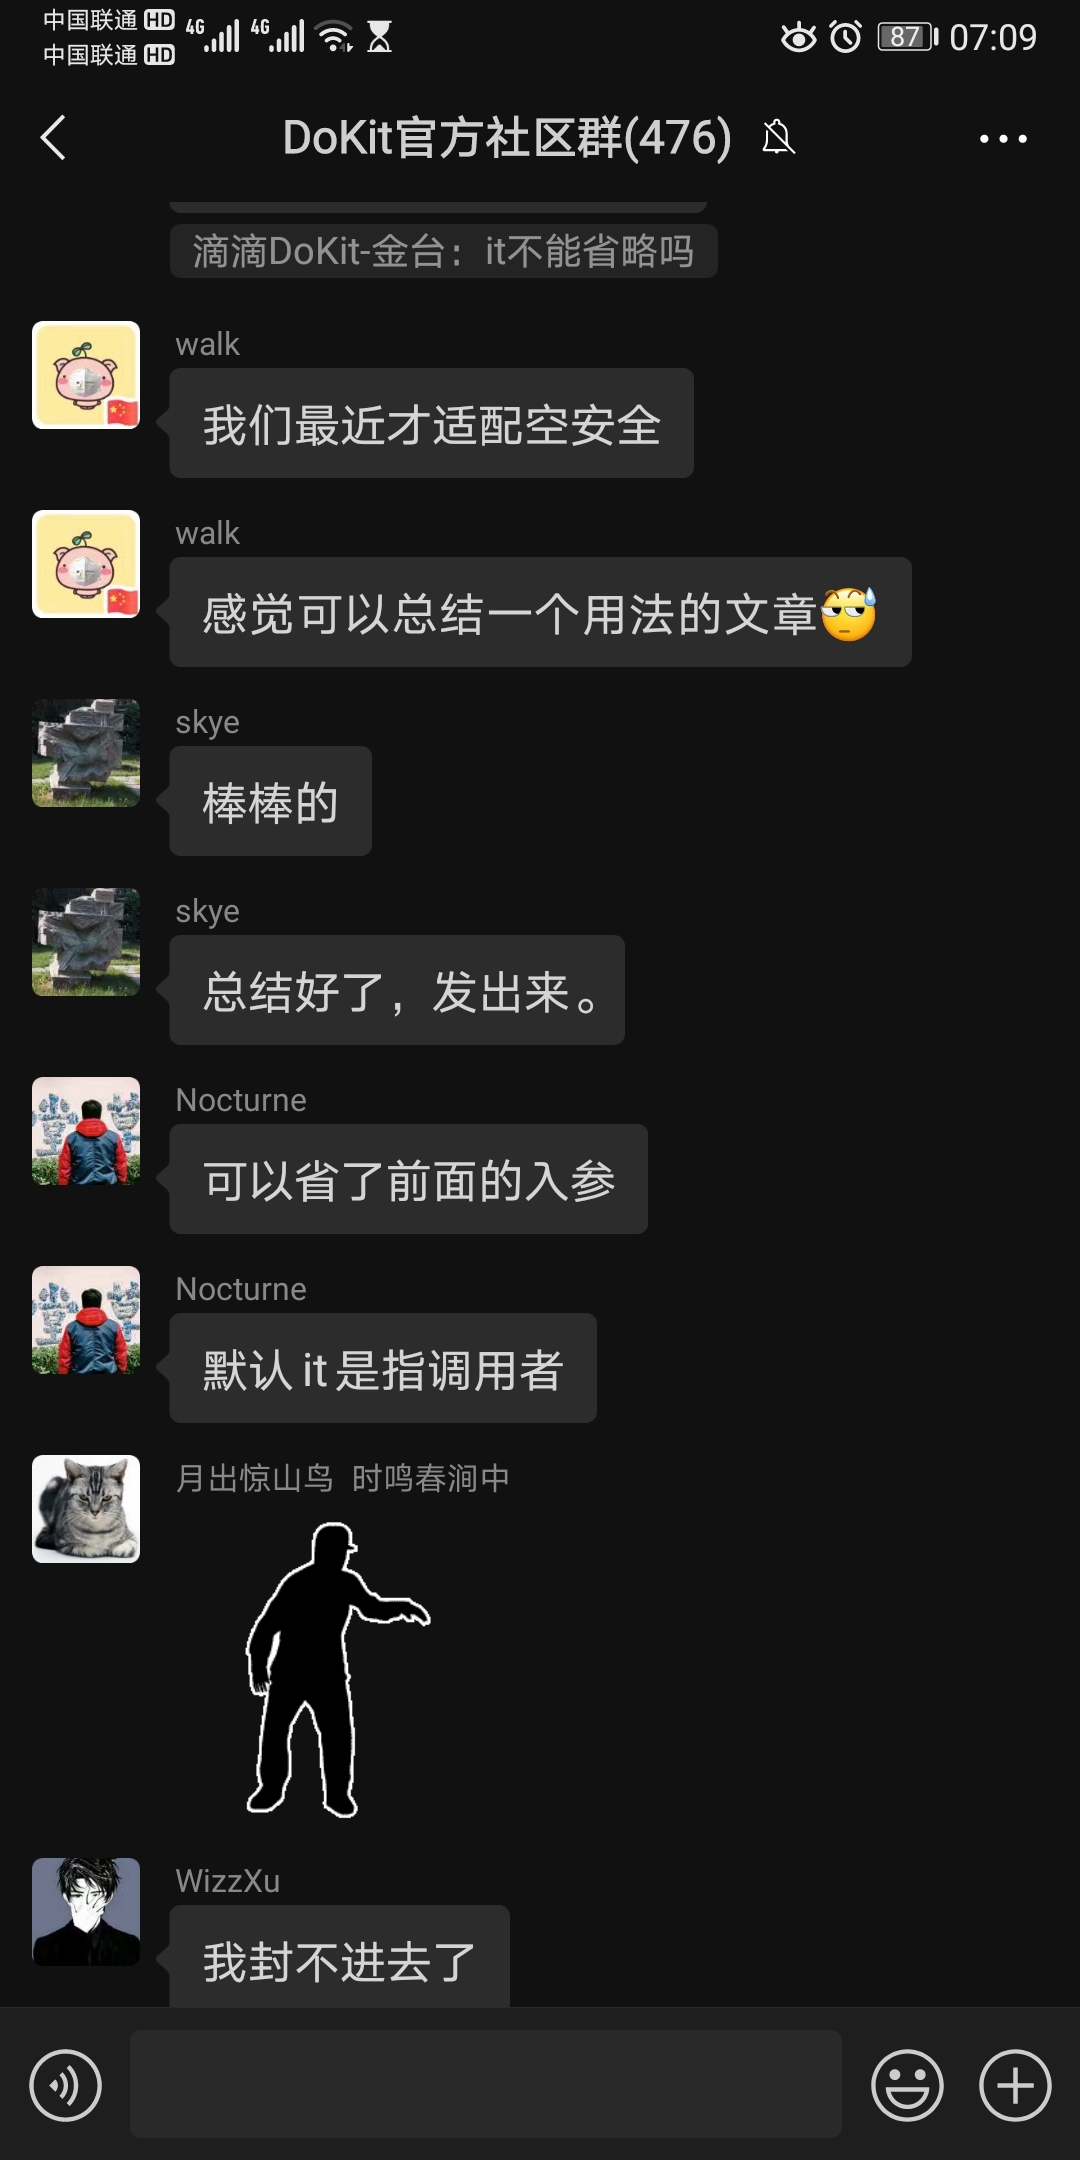 中国联通 HD 4G 4G 87 07:09
中国联通 HD
DoKit官方社区群(476)
滴滴DoKit-金台：it不能省略吗
walk
我们最近才适配空安全
walk
感觉可以总结一个用法的文章
skye
棒棒的
skye
总结好了，发出来。
Nocturne
可以省了前面的入参
Nocturne
默认it是指调用者
月出惊山鸟 时鸣春涧中
WizzXu
我封不进去了